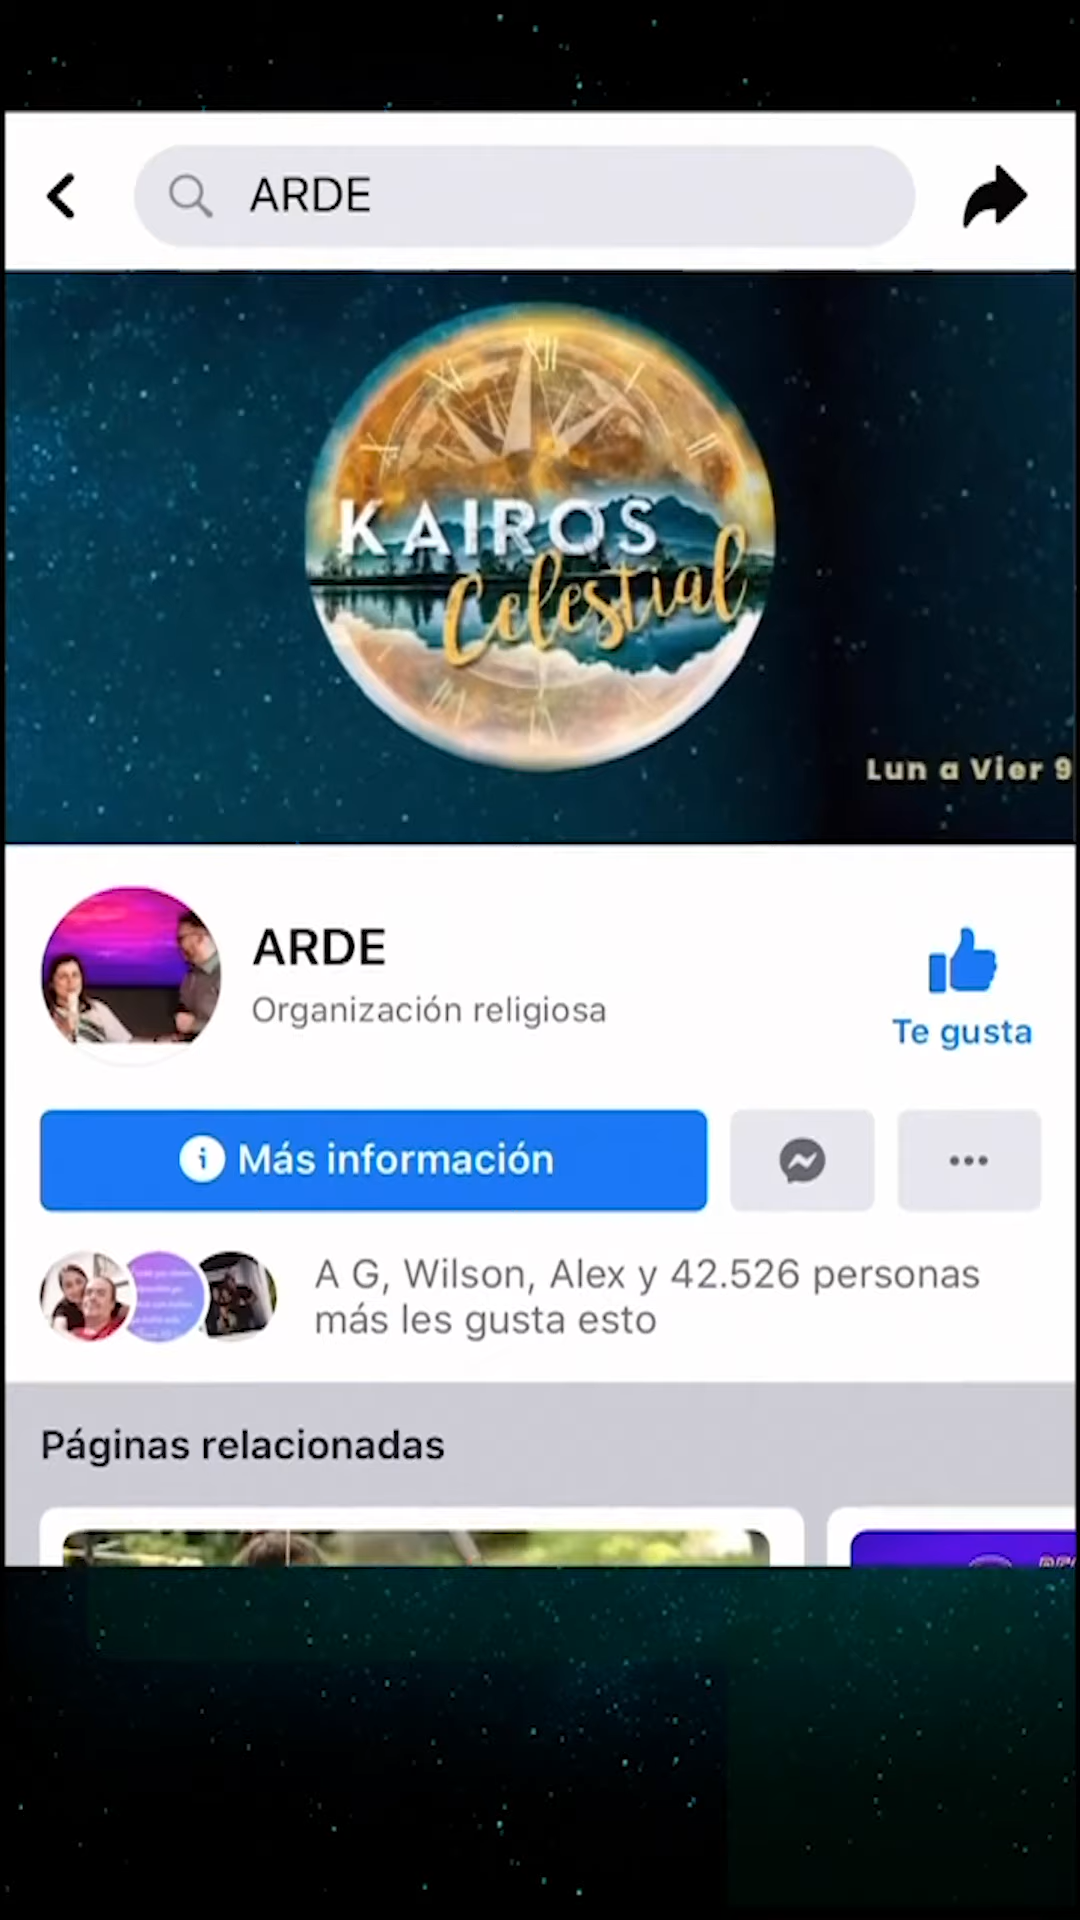 ARDE
XII
KAIROS
Celestial
Lun a Vier 9
ARDE
Organización religiosa
Te gusta
Más información
A G, Wilson, Alex y 42.526 personas
más les gusta esto
Páginas relacionadas